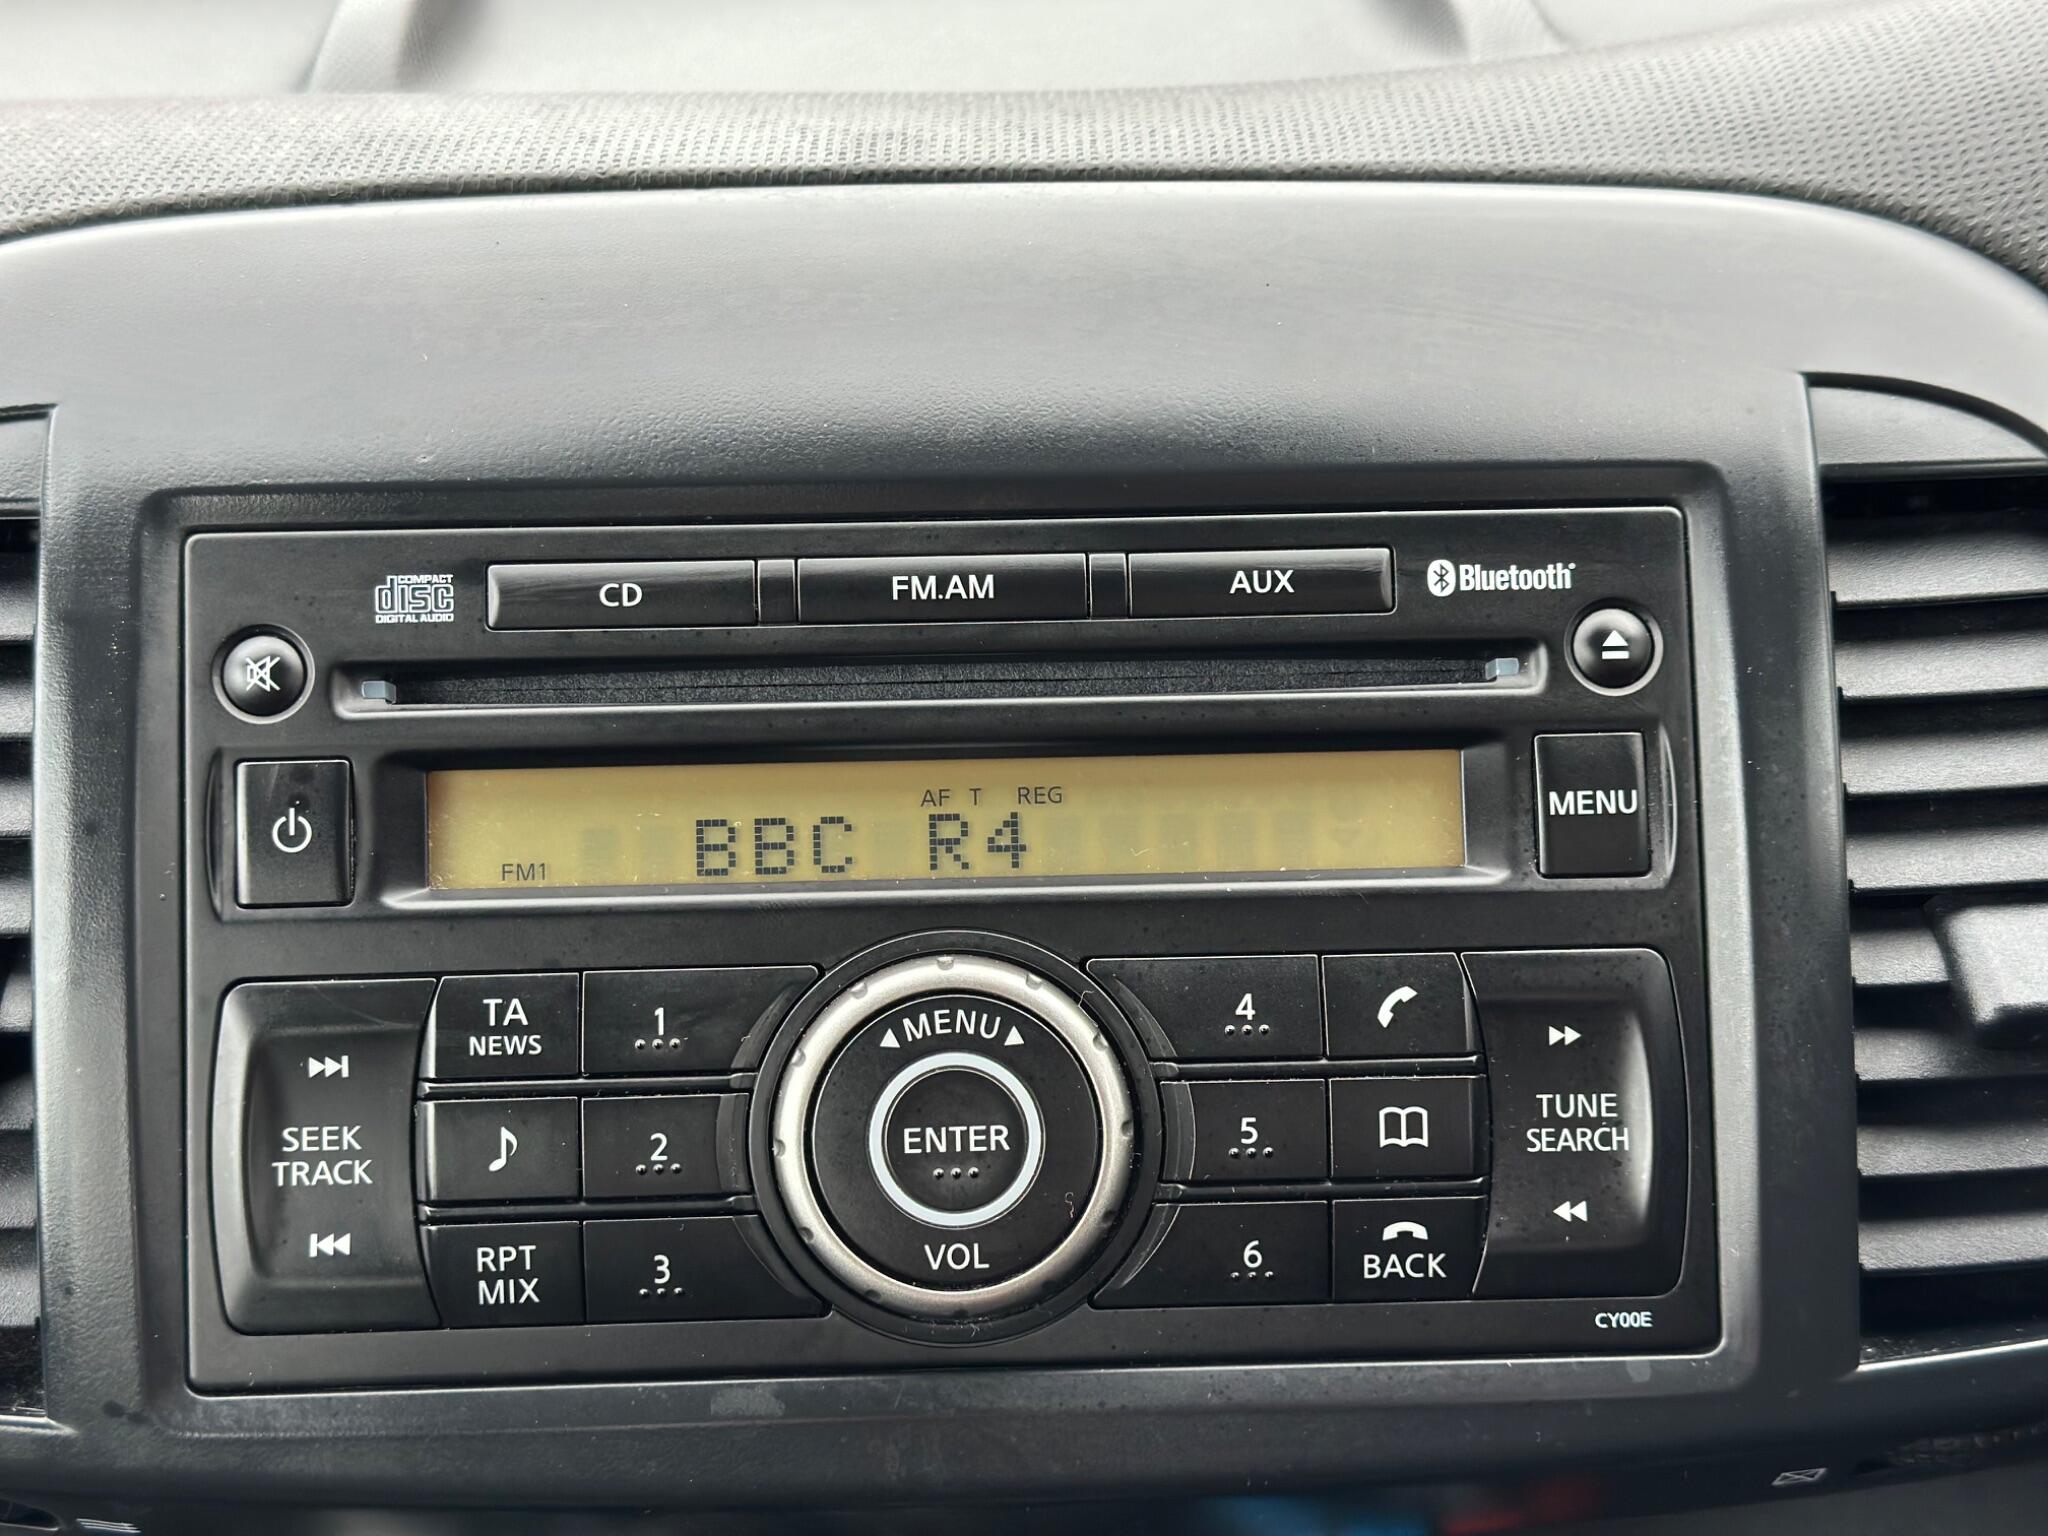 COMPACT
disc
DIGITAL AUDIO
CD
FM.AM
AUX
Bluetooth
AF T REG
BBC R4
FM1
MENU
SEEK
TRACK
TA
NEWS
1
2
RPT
MIX
3
MENU
ENTER
VOL
4
5
6
BACK
TUNE
SEARCH
CY00E